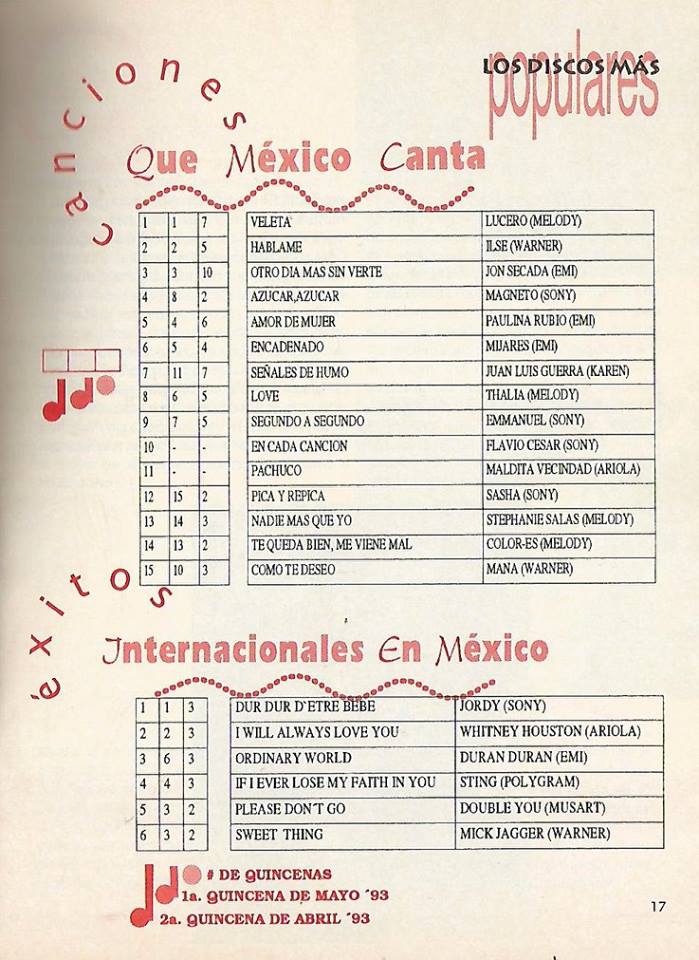 LOS DISCOS MÁS
populares
canciones
Que México Canta
1 1 7 VELETA LUCERO (MELODY)
2 2 5 HABLAME ILSE (WARNER)
3 3 10 OTRO DIA MAS SIN VERTE JON SECADA (EMI)
4 8 2 AZUCAR,AZUCAR MAGNETO (SONY)
5 4 6 AMOR DE MUJER PAULINA RUBIO (EMI)
6 5 4 ENCADENADO MIJARES (EMI)
7 11 7 SEÑALES DE HUMO JUAN LUIS GUERRA (KAREN)
8 6 5 LOVE THALIA (MELODY)
9 7 5 SEGUNDO A SEGUNDO EMMANUEL (SONY)
10 - - EN CADA CANCION FLAVIO CESAR (SONY)
11 - - PACHUCO MALDITA VECINDAD (ARIOLA)
12 15 2 PICA Y REPICA SASHA (SONY)
13 14 3 NADIE MAS QUE YO STEPHANIE SALAS (MELODY)
14 13 2 TE QUEDA BIEN, ME VIENE MAL COLOR-ES (MELODY)
15 10 3 COMO TE DESEO MANA (WARNER)
éxitos
Internacionales En México
1 1 3 DUR DUR D´ETRE BEBE JORDY (SONY)
2 2 3 I WILL ALWAYS LOVE YOU WHITNEY HOUSTON (ARIOLA)
3 6 3 ORDINARY WORLD DURAN DURAN (EMI)
4 4 3 IF I EVER LOSE MY FAITH IN YOU STING (POLYGRAM)
5 3 2 PLEASE DON´T GO DOUBLE YOU (MUSART)
6 3 2 SWEET THING MICK JAGGER (WARNER)
# DE QUINCENAS
1a. QUINCENA DE MAYO ´93
2a. QUINCENA DE ABRIL ´93
17